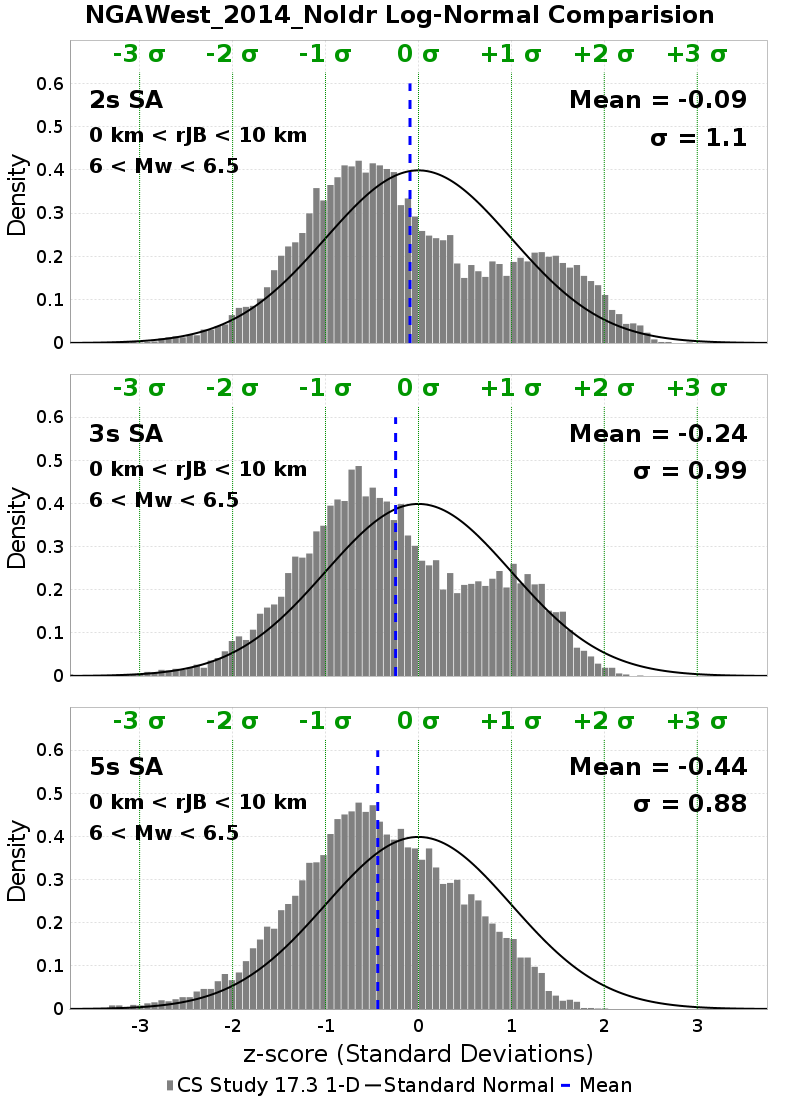 NGAWest_2014_NoIdr Log-Normal Comparision
-3 σ -2 σ -1 σ 0 σ +1 σ +2 σ +3 σ
2s SA
Mean = -0.09
0 km < rJB < 10 km
σ = 1.1
6 < Mw < 6.5
Density
0.6
0.5
0.4
0.3
0.2
0.1
0
-3 σ -2 σ -1 σ 0 σ +1 σ +2 σ +3 σ
3s SA
Mean = -0.24
0 km < rJB < 10 km
σ = 0.99
6 < Mw < 6.5
Density
0.6
0.5
0.4
0.3
0.2
0.1
0
-3 σ -2 σ -1 σ 0 σ +1 σ +2 σ +3 σ
5s SA
Mean = -0.44
0 km < rJB < 10 km
σ = 0.88
6 < Mw < 6.5
Density
0.6
0.5
0.4
0.3
0.2
0.1
0
-3 -2 -1 0 1 2 3
z-score (Standard Deviations)
CS Study 17.3 1-D Standard Normal Mean